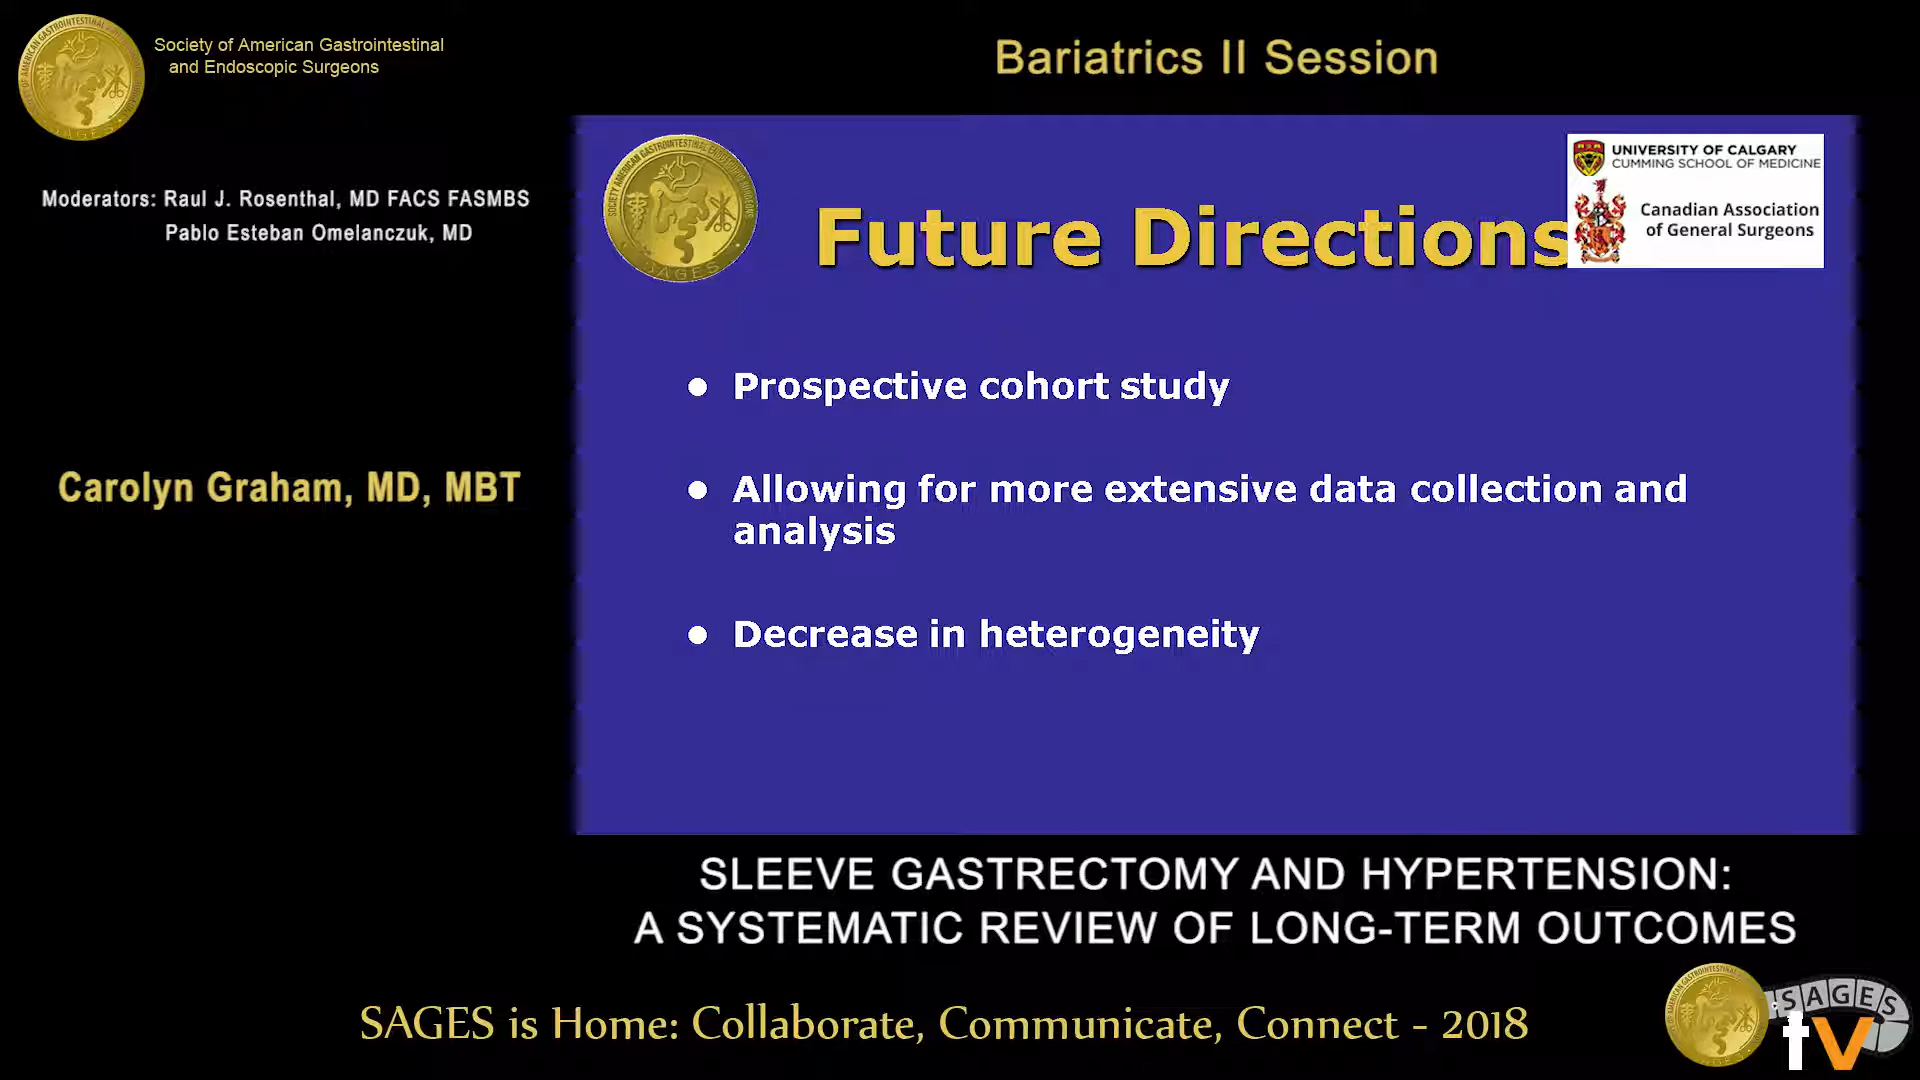 Society of American Gastrointestinal
and Endoscopic Surgeons
Bariatrics II Session
Moderators: Raul J. Rosenthal, MD FACS FASMBS
Pablo Esteban Omelanczuk, MD
Carolyn Graham, MD, MBT
UNIVERSITY OF CALGARY
CUMMING SCHOOL OF MEDICINE
Canadian Association
of General Surgeons
Future Directions
• Prospective cohort study
• Allowing for more extensive data collection and
analysis
• Decrease in heterogeneity
SLEEVE GASTRECTOMY AND HYPERTENSION:
A SYSTEMATIC REVIEW OF LONG-TERM OUTCOMES
SAGES is Home: Collaborate, Communicate, Connect - 2018
SAGES
tv